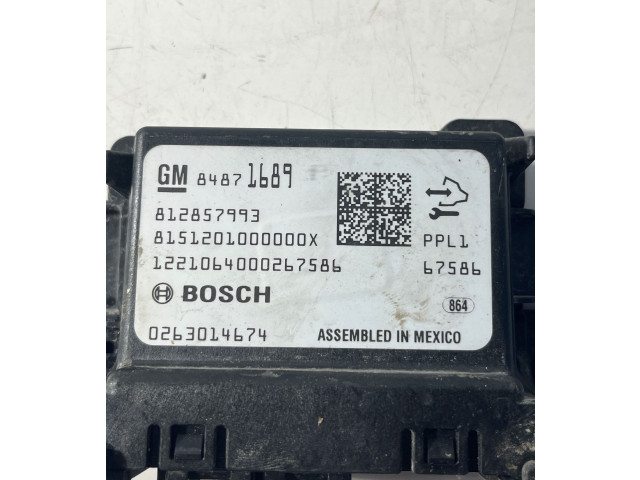 GM 84871689
812857993
8151201000000X PPL1
1221064000267586 67586
BOSCH 864
0263014674 ASSEMBLED IN MEXICO